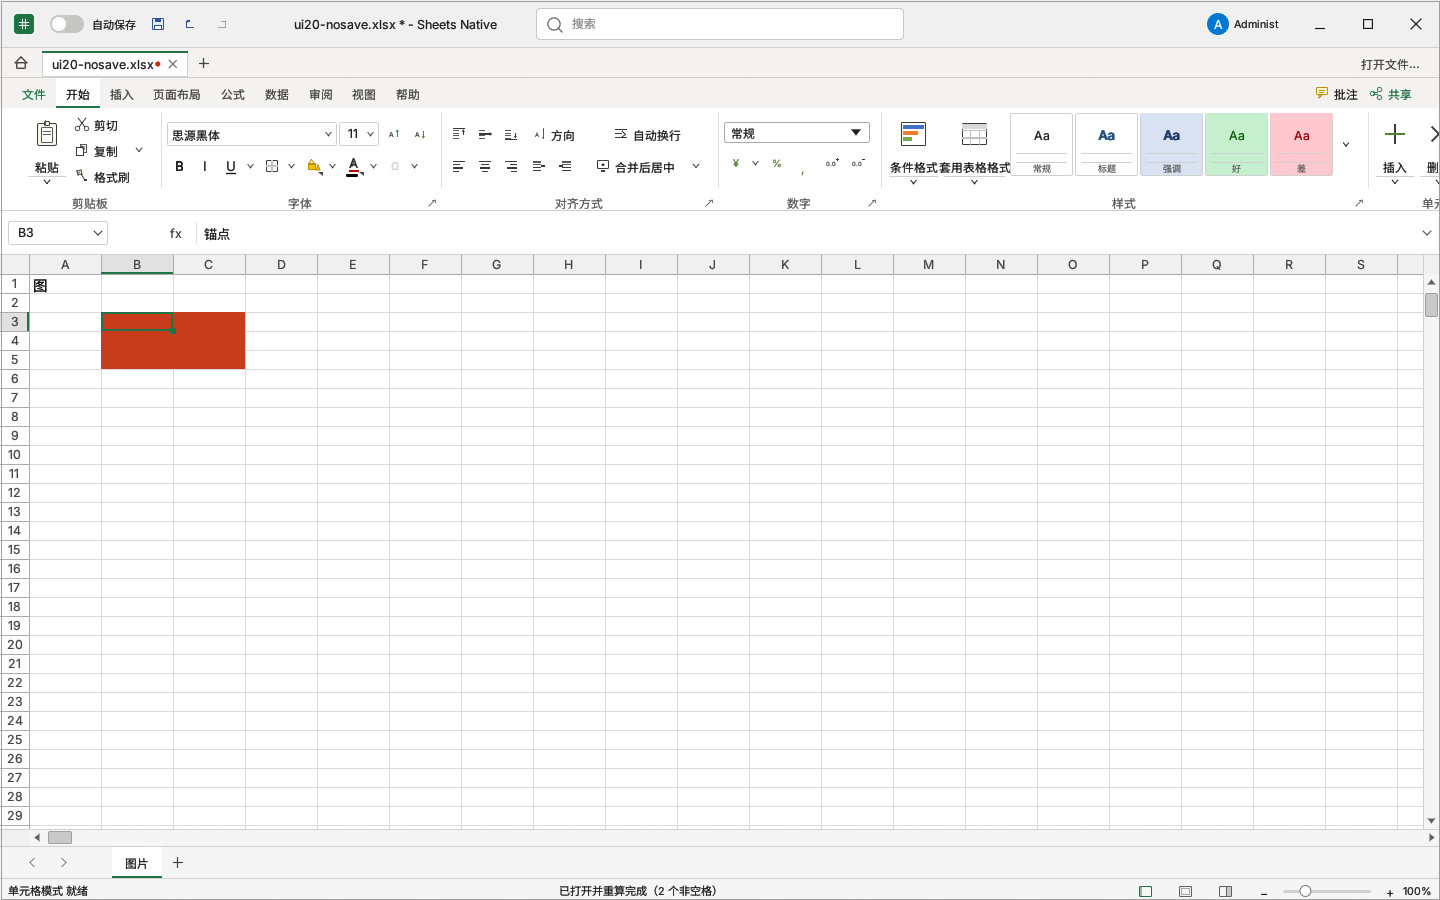 自动保存 ui20-nosave.xlsx * - Sheets Native 搜索 A Administ
ui20-nosave.xlsx 打开文件...
文件 开始 插入 页面布局 公式 数据 审阅 视图 帮助 批注 共享
粘贴 剪切 复制 格式刷
剪贴板
思源黑体 11 A A
B I U A Ω
字体
方向 自动换行
合并后居中
对齐方式
常规
¥ % , 0.0 0.0
数字
条件格式 套用表格格式
Aa 常规 Aa 标题 Aa 强调 Aa 好 Aa 差
样式
插入
B3 fx 锚点
A B C D E F G H I J K L M N O P Q R S
1 图
2
3
4
5
6
7
8
9
10
11
12
13
14
15
16
17
18
19
20
21
22
23
24
25
26
27
28
29
图片
单元格模式 就绪 已打开并重算完成（2 个非空格） 100%